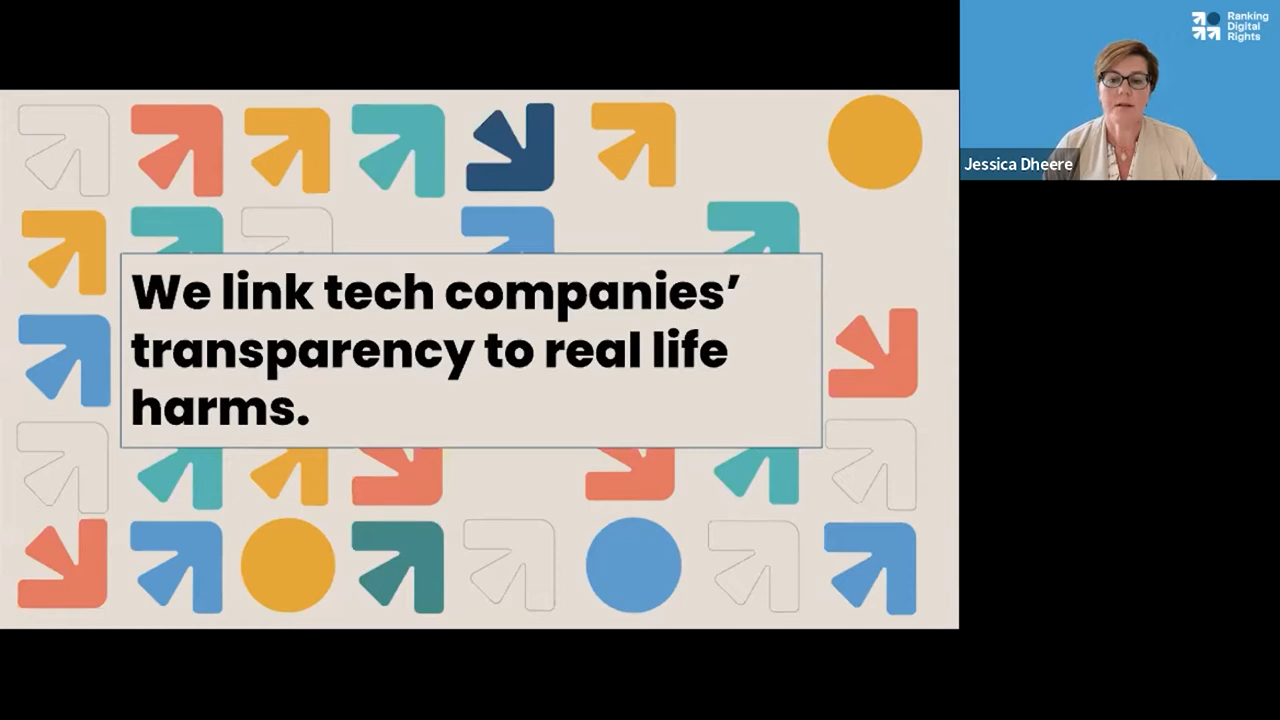 We link tech companies’
transparency to real life
harms.
Ranking
Digital
Rights
Jessica Dheere